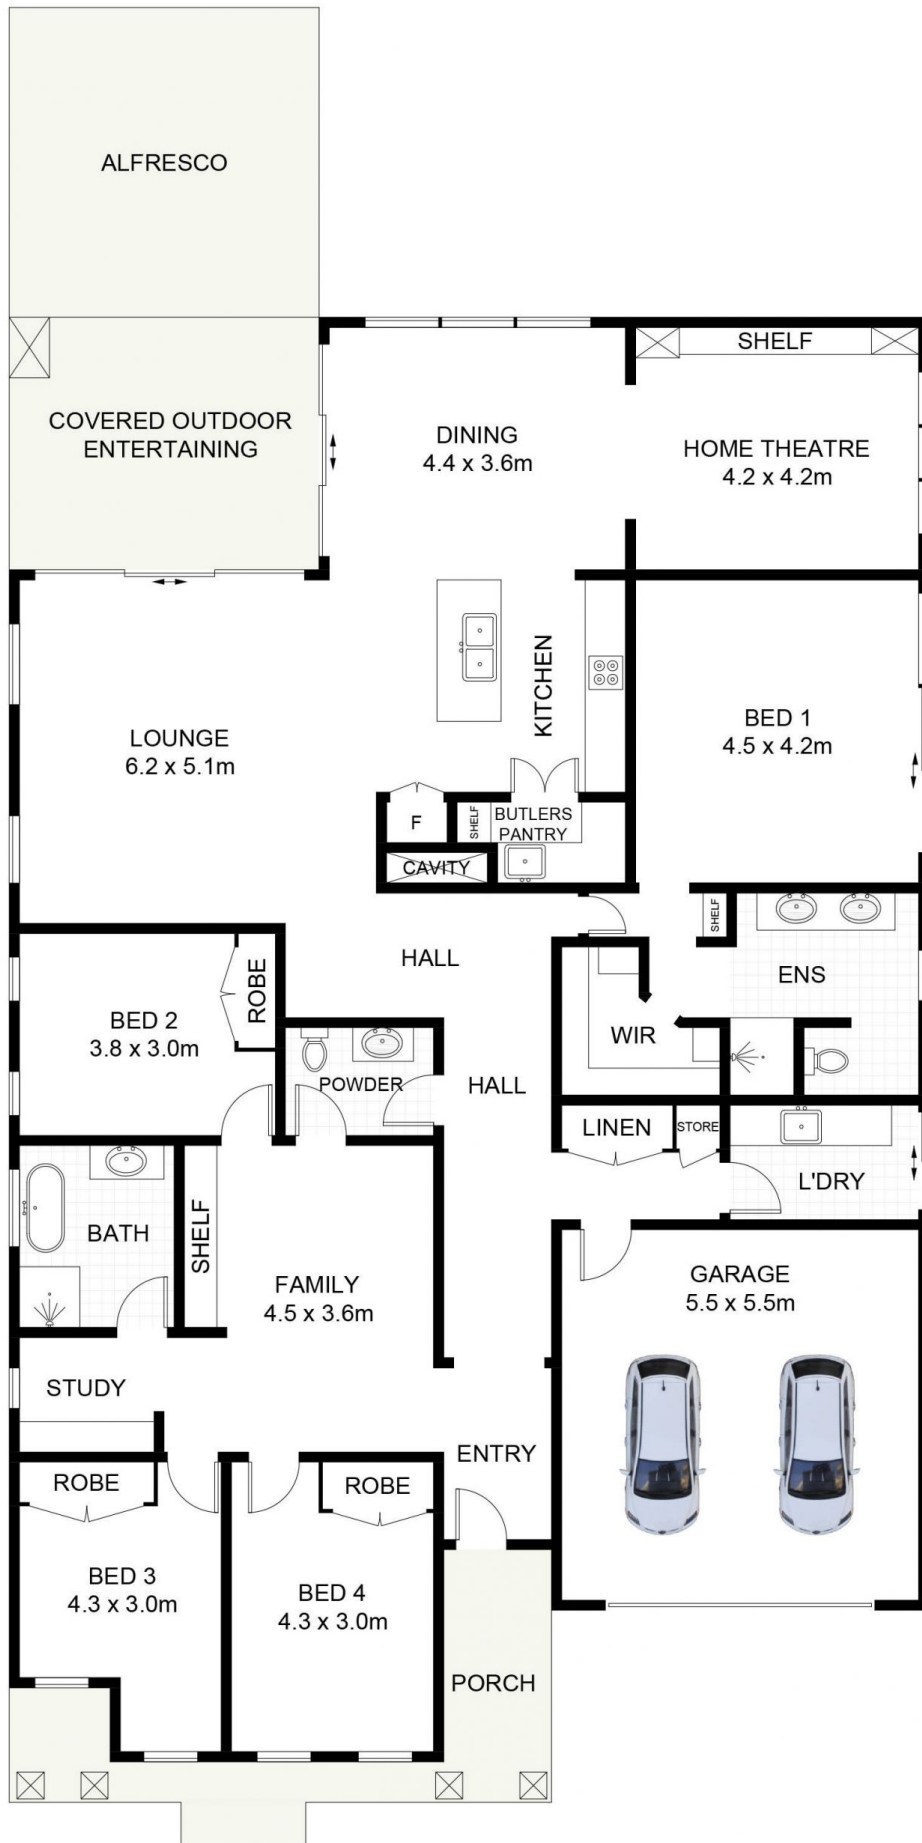 ALFRESCO
SHELF
COVERED OUTDOOR
ENTERTAINING
DINING
4.4 x 3.6m
HOME THEATRE
4.2 x 4.2m
KITCHEN
LOUNGE
6.2 x 5.1m
BED 1
4.5 x 4.2m
F
SHELF
BUTLERS
PANTRY
CAVITY
SHELF
HALL
ENS
ROBE
BED 2
3.8 x 3.0m
WIR
POWDER
HALL
LINEN
STORE
L'DRY
SHELF
BATH
FAMILY
4.5 x 3.6m
GARAGE
5.5 x 5.5m
STUDY
ENTRY
ROBE
ROBE
BED 3
4.3 x 3.0m
BED 4
4.3 x 3.0m
PORCH